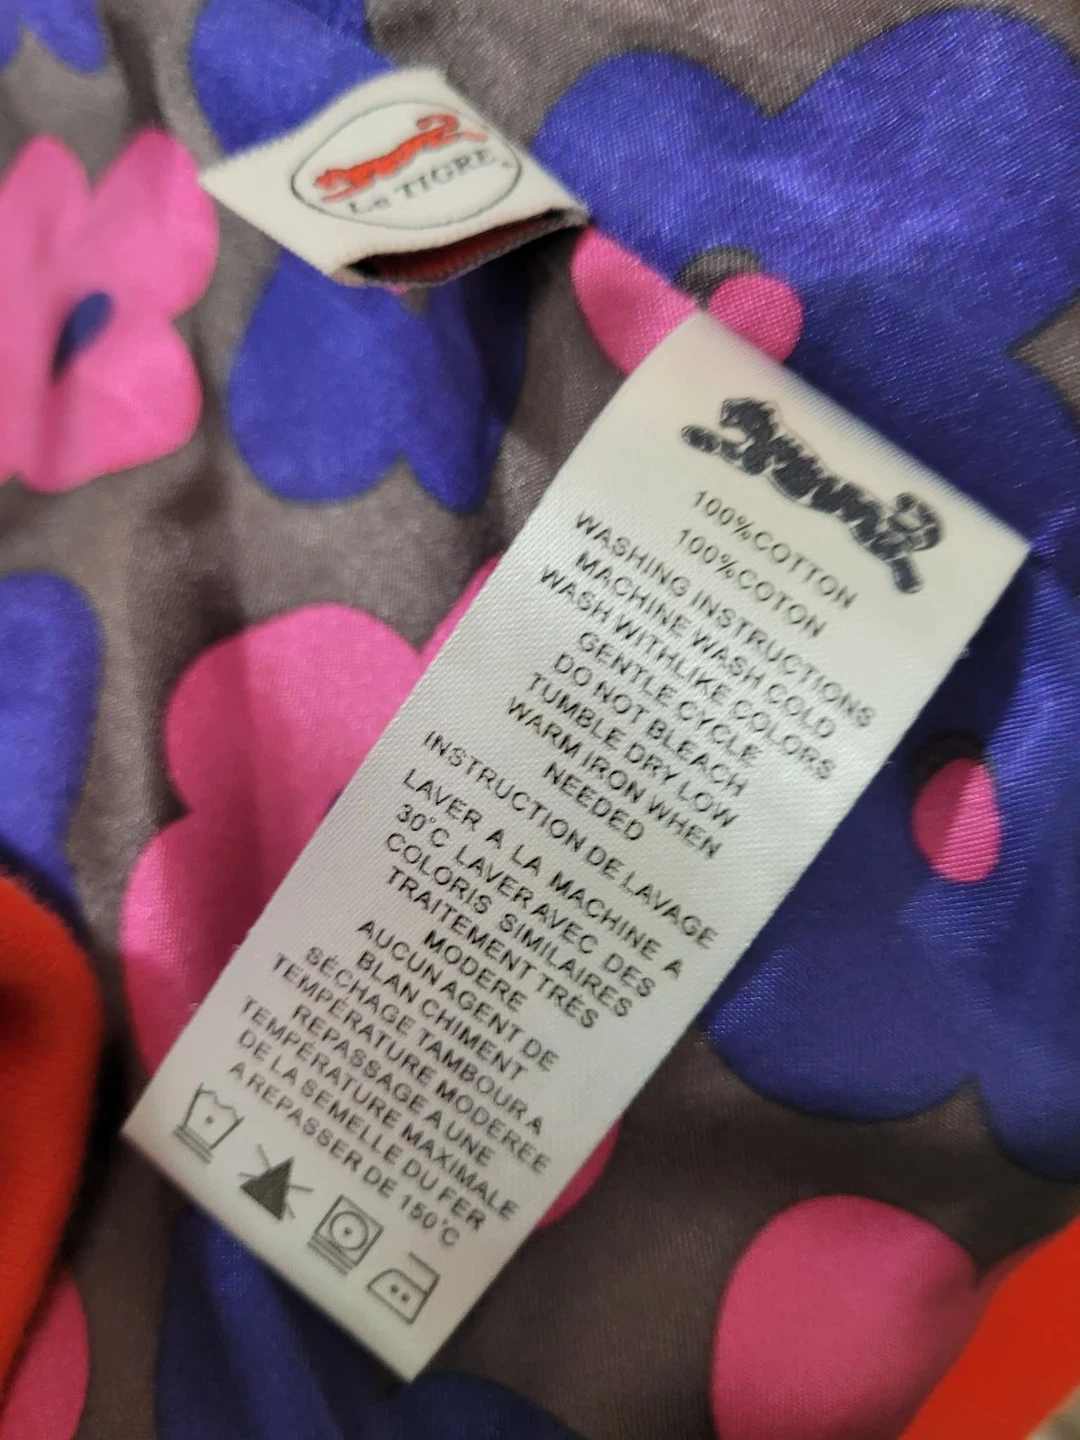 Le TIGRE
100%COTTON
100%COTON
WASHING INSTRUCTIONS
MACHINE WASH COLD
WASH WITHLIKE COLORS
GENTLE CYCLE
DO NOT BLEACH
TUMBLE DRY LOW
WARM IRON WHEN
NEEDED
INSTRUCTION DE LAVAGE
LAVER A LA MACHINE A
30°C LAVER AVEC DES
COLORIS SIMILAIRES
TRAITEMENT TRÈS
MODERE
AUCUN AGENT DE
BLAN CHIMENT
SÉCHAGE TAMBOUR A
TEMPÉRATURE MODEREE
REPASSAGE A UNE
TEMPÉRATURE MAXIMALE
DE LA SEMELLE DU FER
A REPASSER DE 150°C